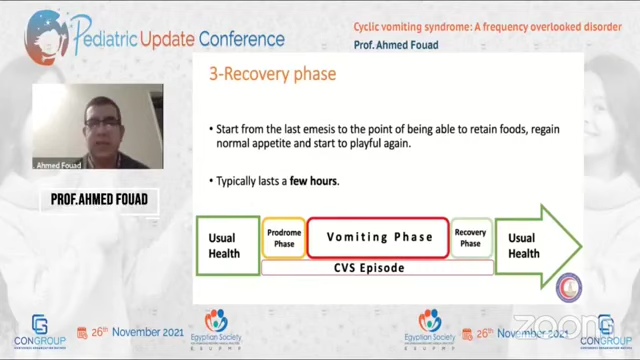 Pediatric Update Conference
Cyclic vomiting syndrome: A frequency overlooked disorder
Prof. Ahmed Fouad
3-Recovery phase
• Start from the last emesis to the point of being able to retain foods, regain
normal appetite and start to playful again.
• Typically lasts a few hours.
Ahmed Fouad
PROF.AHMED FOUAD
Usual
Health
Prodrome
Phase
Vomiting Phase
Recovery
Phase
CVS Episode
Usual
Health
CONGROUP
26th November 2021
Egyptian Society
Egyptian Society
26th November 2021
zoom
CONGROUP